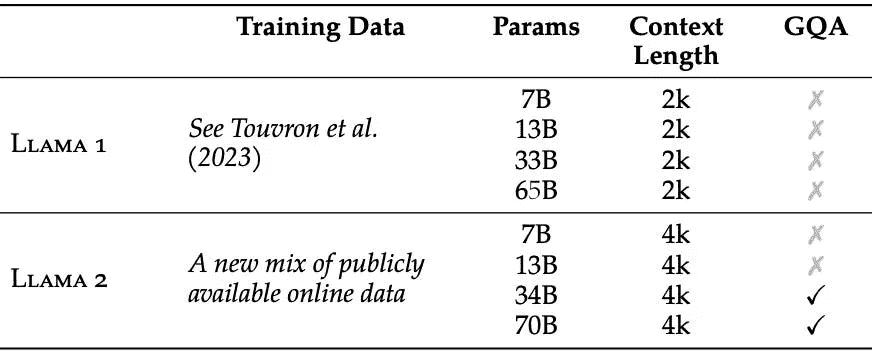 Training Data Params Context Length GQA
LLAMA 1 See Touvron et al. (2023)
7B 2k ✗
13B 2k ✗
33B 2k ✗
65B 2k ✗
LLAMA 2 A new mix of publicly available online data
7B 4k ✗
13B 4k ✗
34B 4k ✓
70B 4k ✓